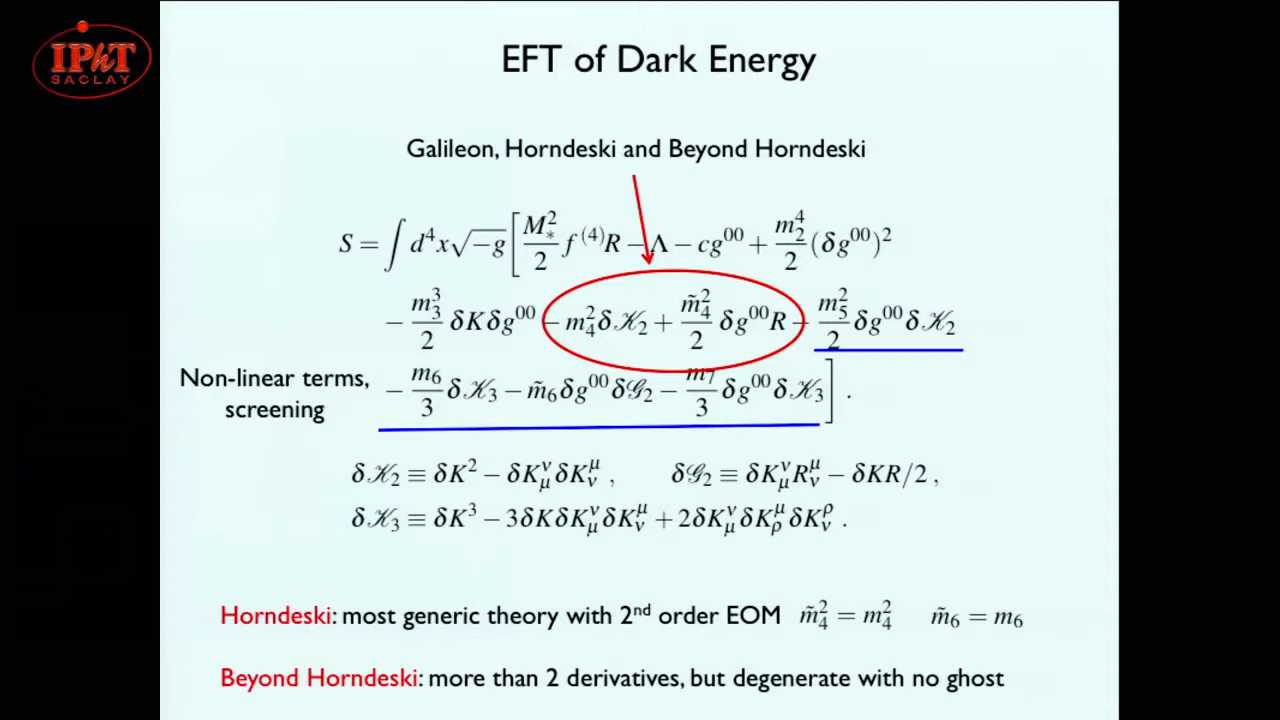 IPhT
SACLAY
EFT of Dark Energy
Galileon, Horndeski and Beyond Horndeski
S = ∫ d⁴x√−g [ M²_*/2 f ⁽⁴⁾R − Λ − cg⁰⁰ + m₂⁴/2 (δg⁰⁰)²
− m₃³/2 δKδg⁰⁰ − m₄²δ𝒦₂ + m̃₄²/2 δg⁰⁰R − m₅²/2 δg⁰⁰δ𝒦₂
Non-linear terms,
screening
− m₆/3 δ𝒦₃ − m̃₆δg⁰⁰δ𝒢₂ − m₇/3 δg⁰⁰δ𝒦₃ ] .
δ𝒦₂ ≡ δK² − δK^ν_μ δK^μ_ν , δ𝒢₂ ≡ δK^ν_μ R^μ_ν − δKR/2 ,
δ𝒦₃ ≡ δK³ − 3δKδK^ν_μ δK^μ_ν + 2δK^ν_μ δK^μ_ρ δK^ρ_ν .
Horndeski: most generic theory with 2nd order EOM m̃₄² = m₄² m̃₆ = m₆
Beyond Horndeski: more than 2 derivatives, but degenerate with no ghost